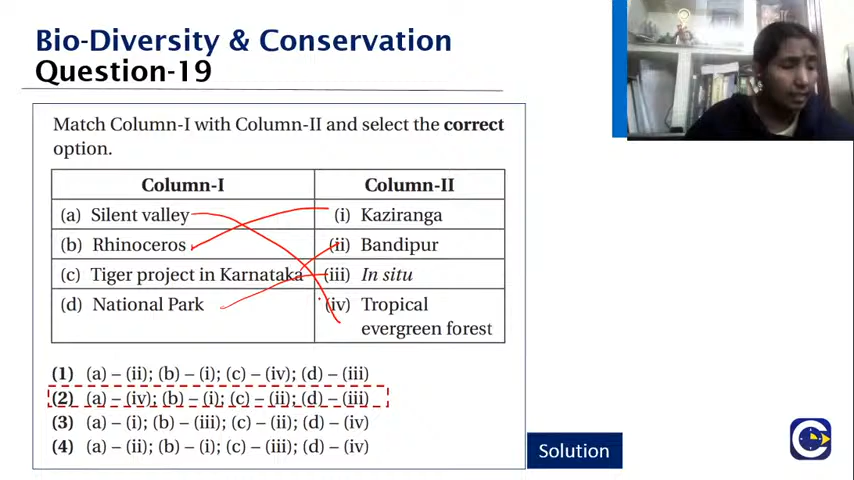 Bio-Diversity & Conservation
Question-19
Match Column-I with Column-II and select the correct
option.
Column-I Column-II
(a) Silent valley (i) Kaziranga
(b) Rhinoceros (ii) Bandipur
(c) Tiger project in Karnataka (iii) In situ
(d) National Park (iv) Tropical
evergreen forest
(1) (a) – (ii); (b) – (i); (c) – (iv); (d) – (iii)
(2) (a) – (iv); (b) – (i); (c) – (ii); (d) – (iii)
(3) (a) – (i); (b) – (iii); (c) – (ii); (d) – (iv)
(4) (a) – (ii); (b) – (i); (c) – (iii); (d) – (iv)
Solution